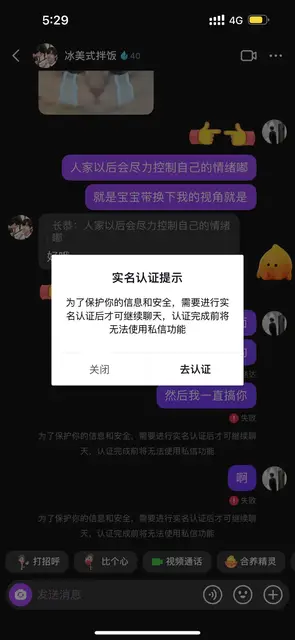 5:29
4G
冰美式拌饭
40
人家以后会尽力控制自己的情绪嘟
就是宝宝带换下我的视角就是
长恭：人家以后会尽力控制自己的情绪
嘟
实名认证提示
为了保护你的信息和安全，需要进行实
名认证后才可继续聊天，认证完成前将
无法使用私信功能
关闭
去认证
然后我一直搞你
失败
为了保护你的信息和安全，需要进行实名认证后才可继续聊
天，认证完成前将无法使用私信功能
啊
失败
为了保护你的信息和安全，需要进行实名认证后才可继续聊
天，认证完成前将无法使用私信功能
打招呼
比个心
视频通话
合养精灵
发送消息